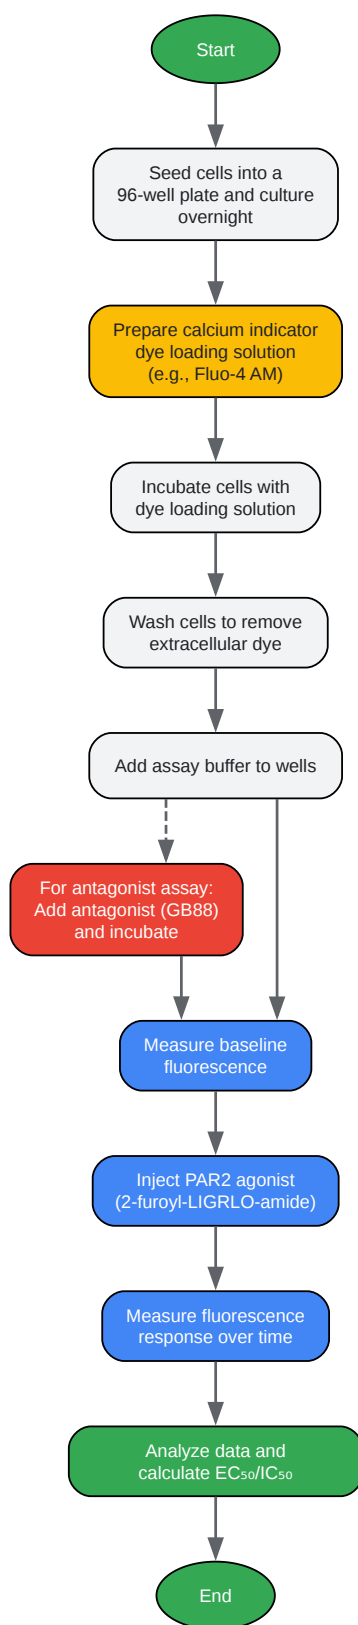 Start
Seed cells into a
96-well plate and culture
overnight
Prepare calcium indicator
dye loading solution
(e.g., Fluo-4 AM)
Incubate cells with
dye loading solution
Wash cells to remove
extracellular dye
Add assay buffer to wells
For antagonist assay:
Add antagonist (GB88)
and incubate
Measure baseline
fluorescence
Inject PAR2 agonist
(2-furoyl-LIGRLO-amide)
Measure fluorescence
response over time
Analyze data and
calculate EC₅₀/IC₅₀
End